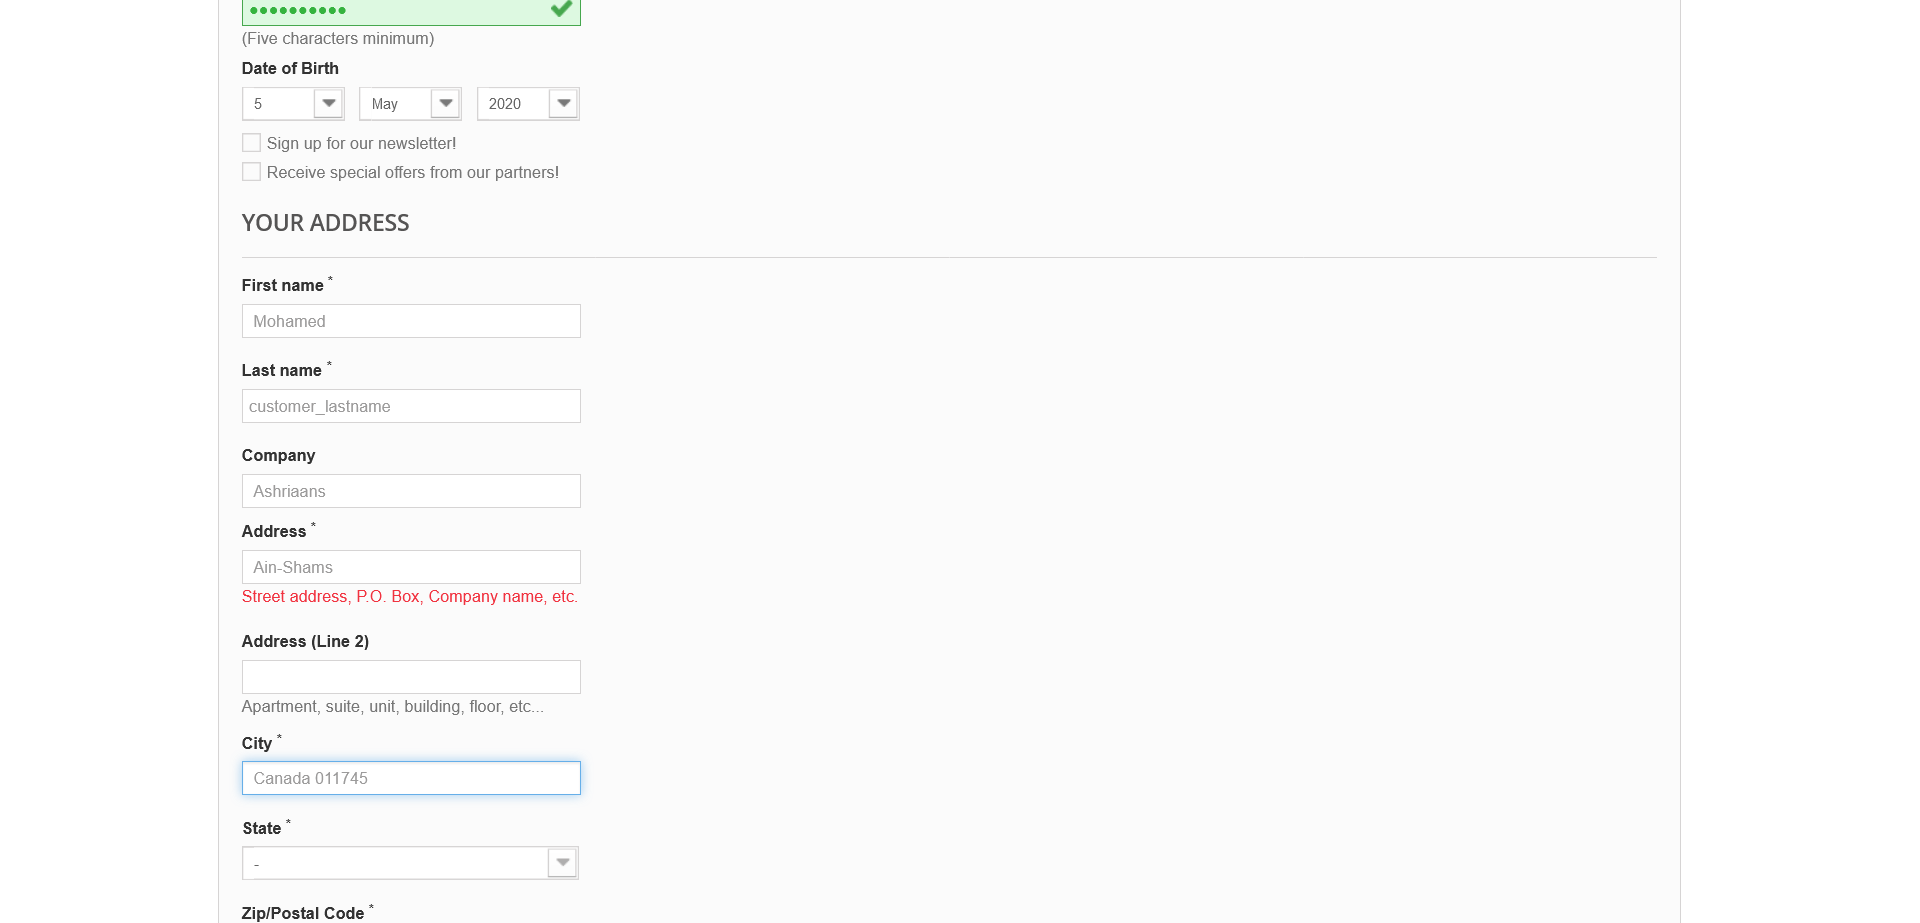 ••••••••••
(Five characters minimum)
Date of Birth
5 May 2020
Sign up for our newsletter!
Receive special offers from our partners!
YOUR ADDRESS
First name *
Mohamed
Last name *
customer_lastname
Company
Ashriaans
Address *
Ain-Shams
Street address, P.O. Box, Company name, etc.
Address (Line 2)
Apartment, suite, unit, building, floor, etc...
City *
Canada 011745
State *
-
Zip/Postal Code *